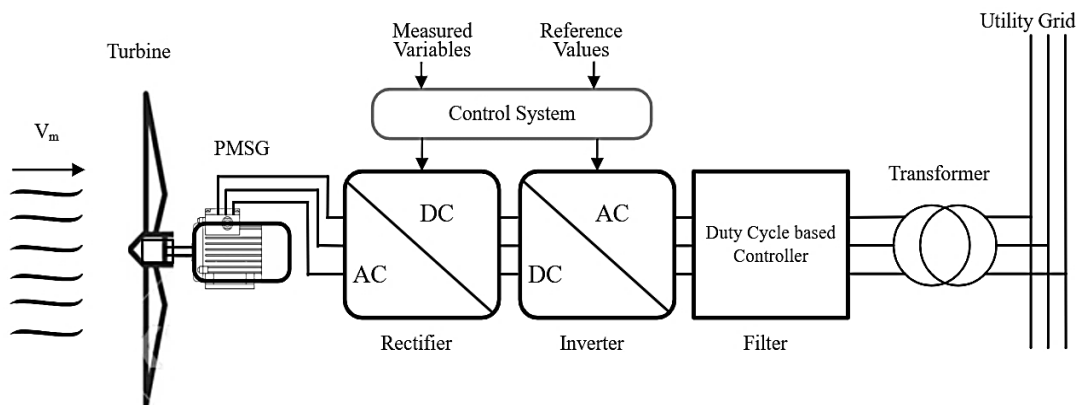 Utility Grid
Measured
Variables
Reference
Values
Turbine
Control System
Vm
PMSG
Transformer
DC
AC
AC
DC
Duty Cycle based
Controller
Rectifier
Inverter
Filter